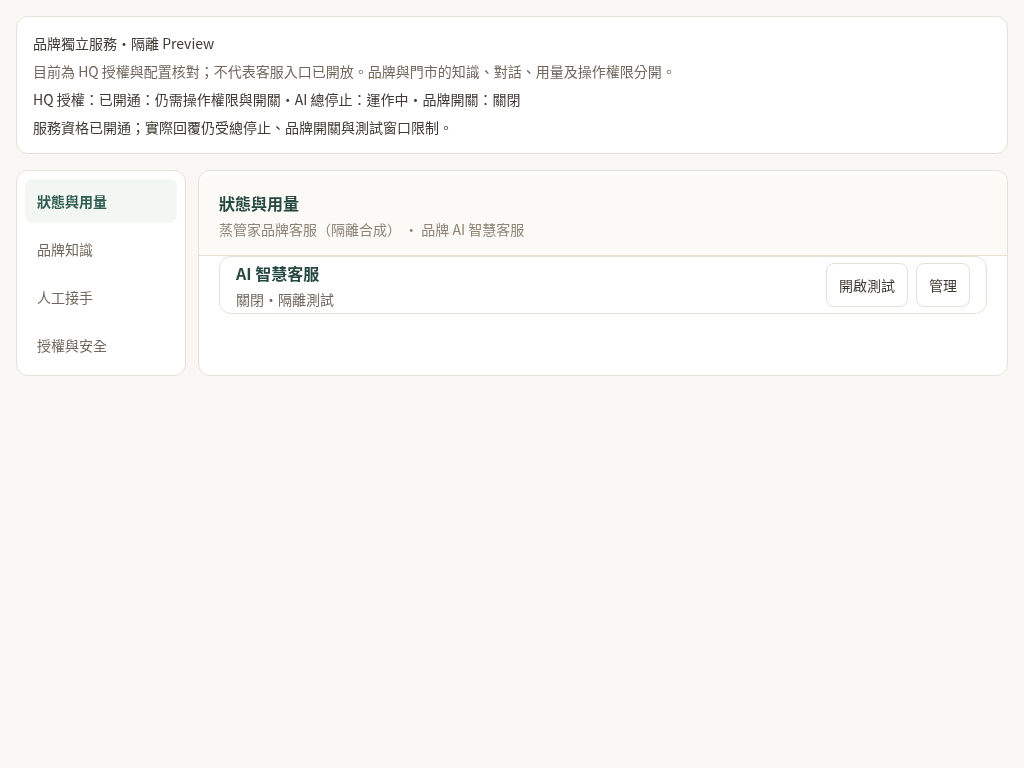 品牌獨立服務・隔離 Preview
目前為 HQ 授權與配置核對；不代表客服入口已開放。品牌與門市的知識、對話、用量及操作權限分開。
HQ 授權：已開通：仍需操作權限與開關・AI 總停止：運作中・品牌開關：關閉
服務資格已開通；實際回覆仍受總停止、品牌開關與測試窗口限制。
狀態與用量
品牌知識
人工接手
授權與安全
狀態與用量
蒸管家品牌客服（隔離合成） ・ 品牌 AI 智慧客服
AI 智慧客服
關閉・隔離測試
開啟測試
管理